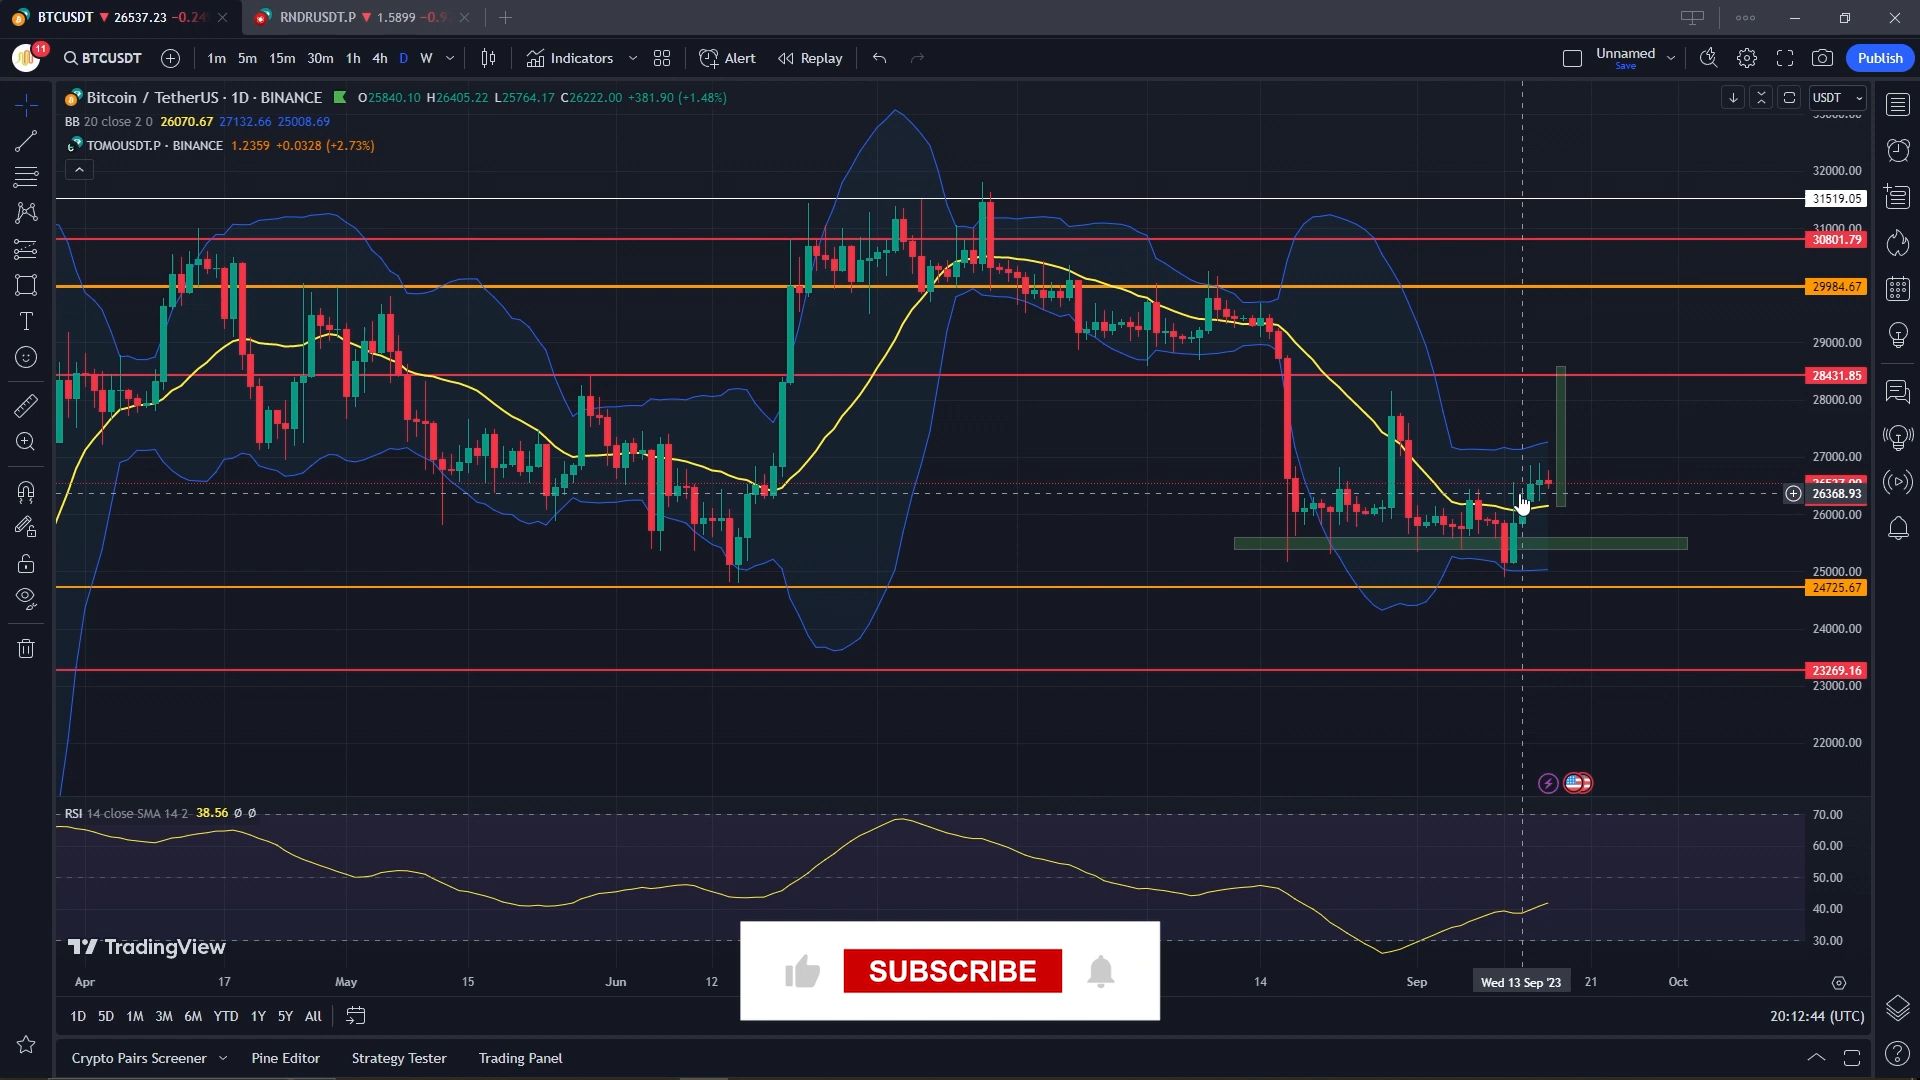 BTCUSDT ▼ 26537.23 −0.24
RNDRUSDT.P ▼ 1.5899 −0.9
11
BTCUSDT 1m 5m 15m 30m 1h 4h D W Indicators Alert Replay Unnamed Save Publish
Bitcoin / TetherUS · 1D · BINANCE O25840.10 H26405.22 L25764.17 C26222.00 +381.90 (+1.48%)
USDT
BB 20 close 2 0 26070.67 27132.66 25008.69
TOMOUSDT.P · BINANCE 1.2359 +0.0328 (+2.73%)
32000.00
31519.05
31000.00
30801.79
29984.67
29000.00
28431.85
28000.00
27000.00
26368.93
26000.00
25000.00
24725.67
24000.00
23269.16
23000.00
22000.00
RSI 14 close SMA 14 2 38.56 Ø Ø
70.00
60.00
50.00
40.00
30.00
TradingView
SUBSCRIBE
Apr 17 May 15 Jun 12 14 Sep Wed 13 Sep '23 21 Oct
1D 5D 1M 3M 6M YTD 1Y 5Y All
20:12:44 (UTC)
Crypto Pairs Screener Pine Editor Strategy Tester Trading Panel